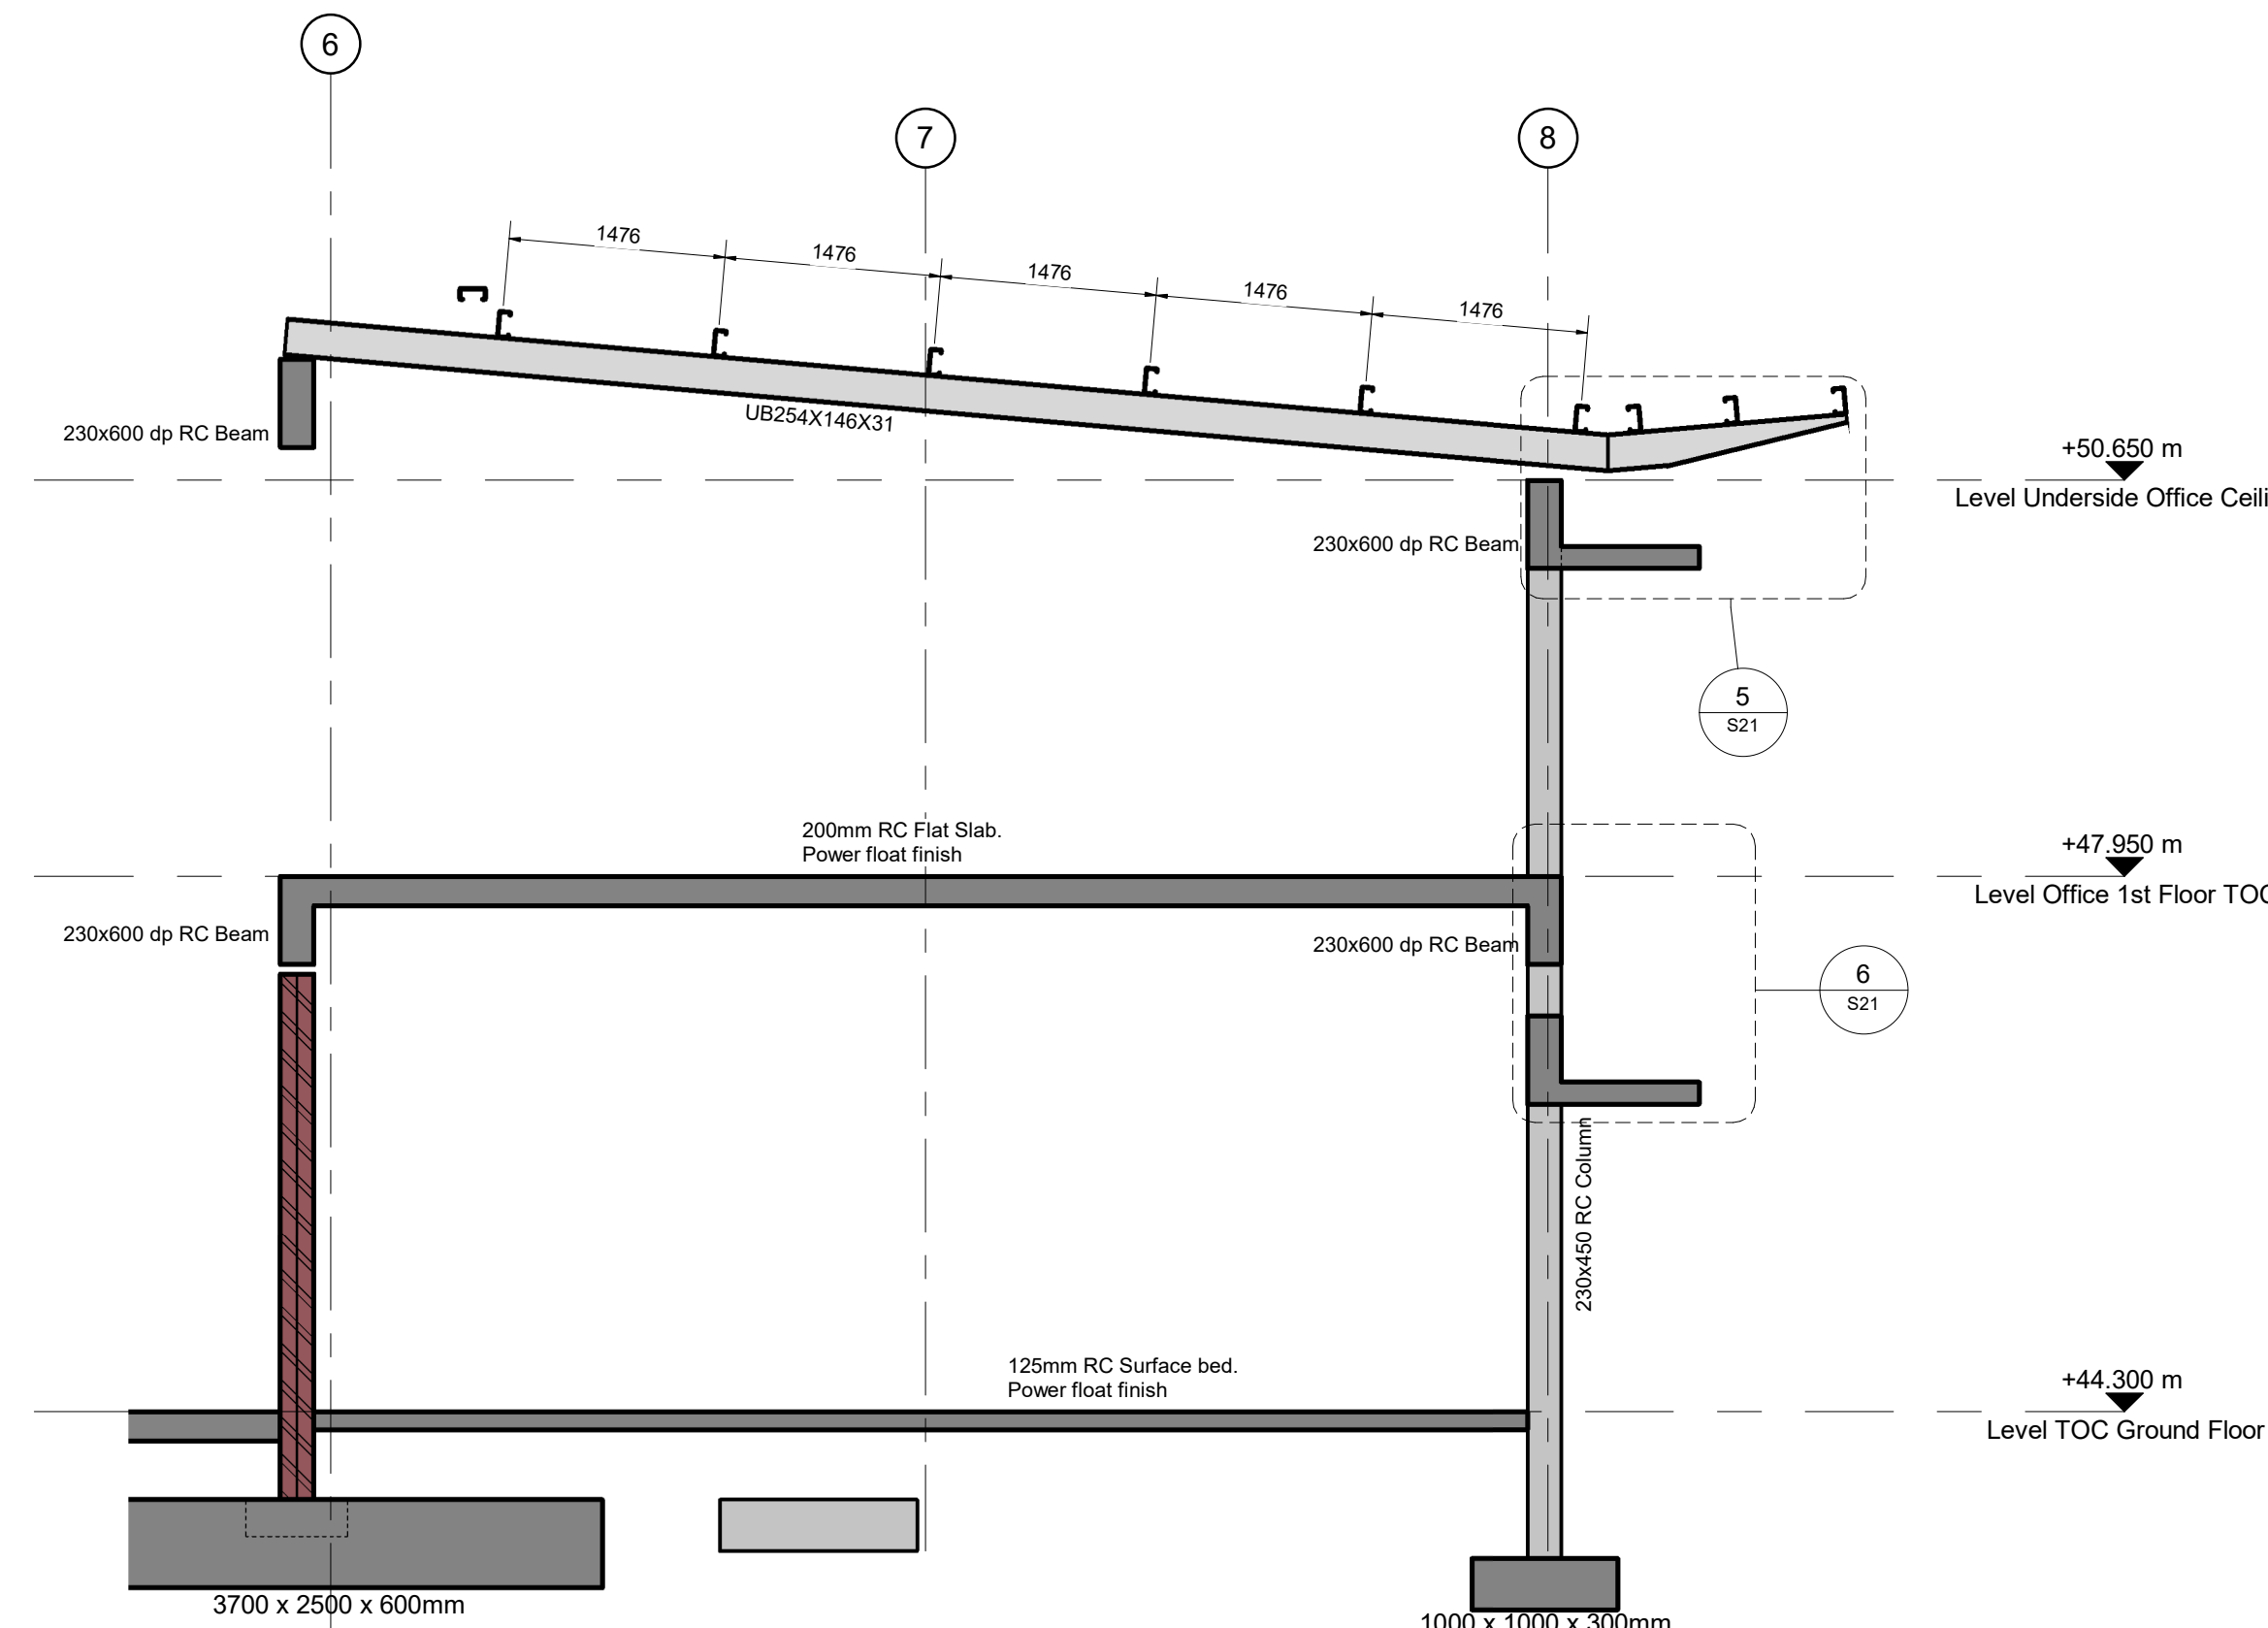 6
7
8
1476
1476
1476
1476
1476
UB254X146X31
230x600 dp RC Beam
+50.650 m
Level Underside Office Ceili
230x600 dp RC Beam
5
S21
200mm RC Flat Slab.
Power float finish
+47.950 m
Level Office 1st Floor TOC
230x600 dp RC Beam
230x600 dp RC Beam
6
S21
230x450 RC Column
125mm RC Surface bed.
Power float finish
+44.300 m
Level TOC Ground Floor
3700 x 2500 x 600mm
1000 x 1000 x 300mm